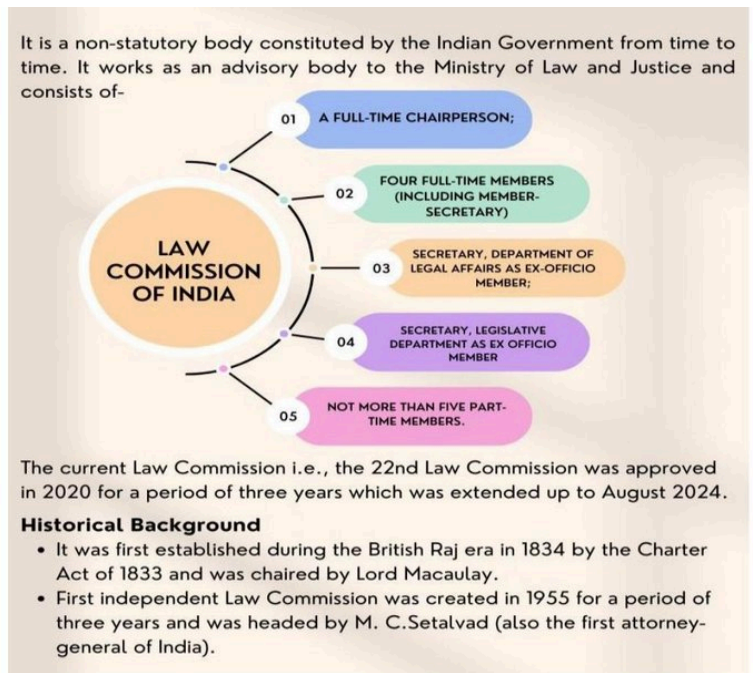 It is a non-statutory body constituted by the Indian Government from time to
time. It works as an advisory body to the Ministry of Law and Justice and
consists of-
LAW
COMMISSION
OF INDIA
01
A FULL-TIME CHAIRPERSON;
02
FOUR FULL-TIME MEMBERS
(INCLUDING MEMBER-
SECRETARY)
03
SECRETARY, DEPARTMENT OF
LEGAL AFFAIRS AS EX-OFFICIO
MEMBER;
04
SECRETARY, LEGISLATIVE
DEPARTMENT AS EX OFFICIO
MEMBER
05
NOT MORE THAN FIVE PART-
TIME MEMBERS.
The current Law Commission i.e., the 22nd Law Commission was approved
in 2020 for a period of three years which was extended up to August 2024.
Historical Background
• It was first established during the British Raj era in 1834 by the Charter
Act of 1833 and was chaired by Lord Macaulay.
• First independent Law Commission was created in 1955 for a period of
three years and was headed by M. C.Setalvad (also the first attorney-
general of India).